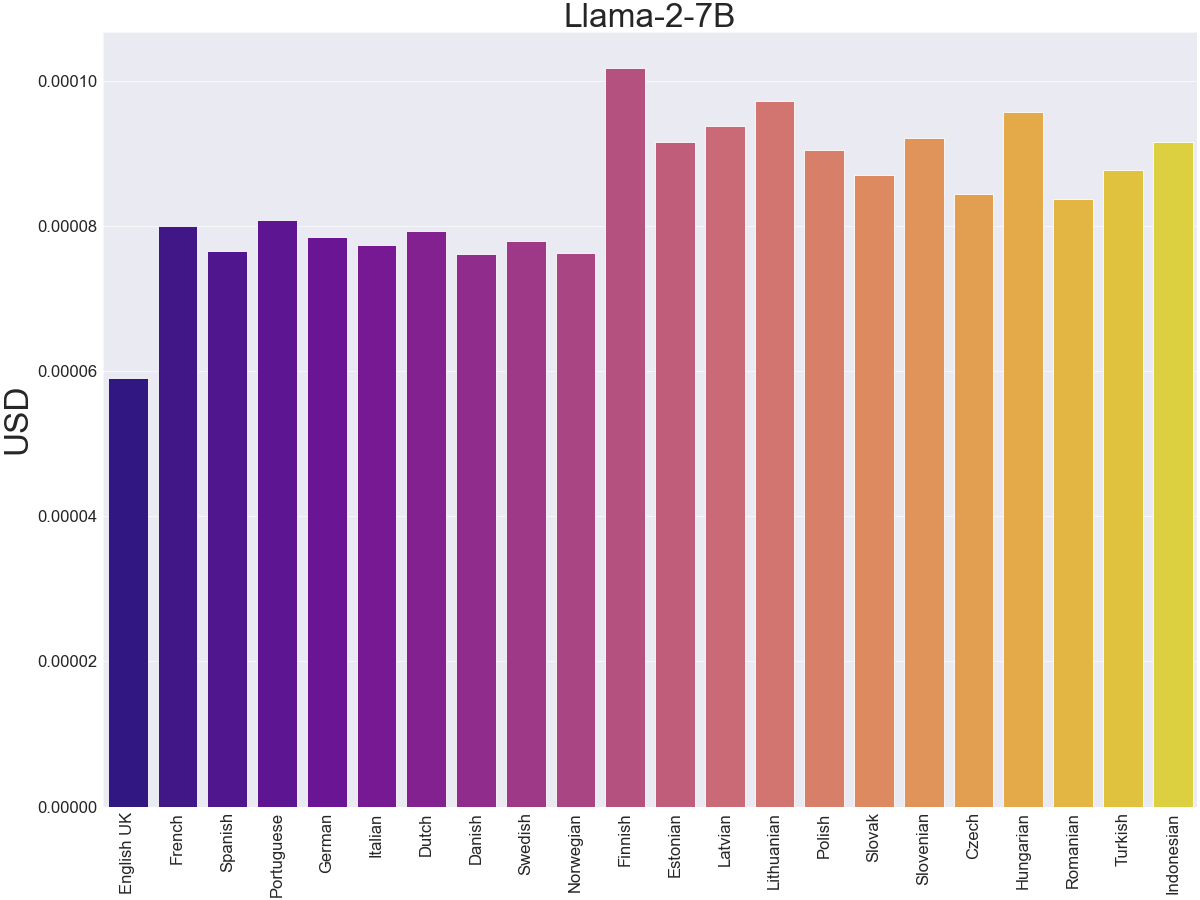 Llama-2-7B
USD
0.00010
0.00008
0.00006
0.00004
0.00002
0.00000
English UK
French
Spanish
Portuguese
German
Italian
Dutch
Danish
Swedish
Norwegian
Finnish
Estonian
Latvian
Lithuanian
Polish
Slovak
Slovenian
Czech
Hungarian
Romanian
Turkish
Indonesian